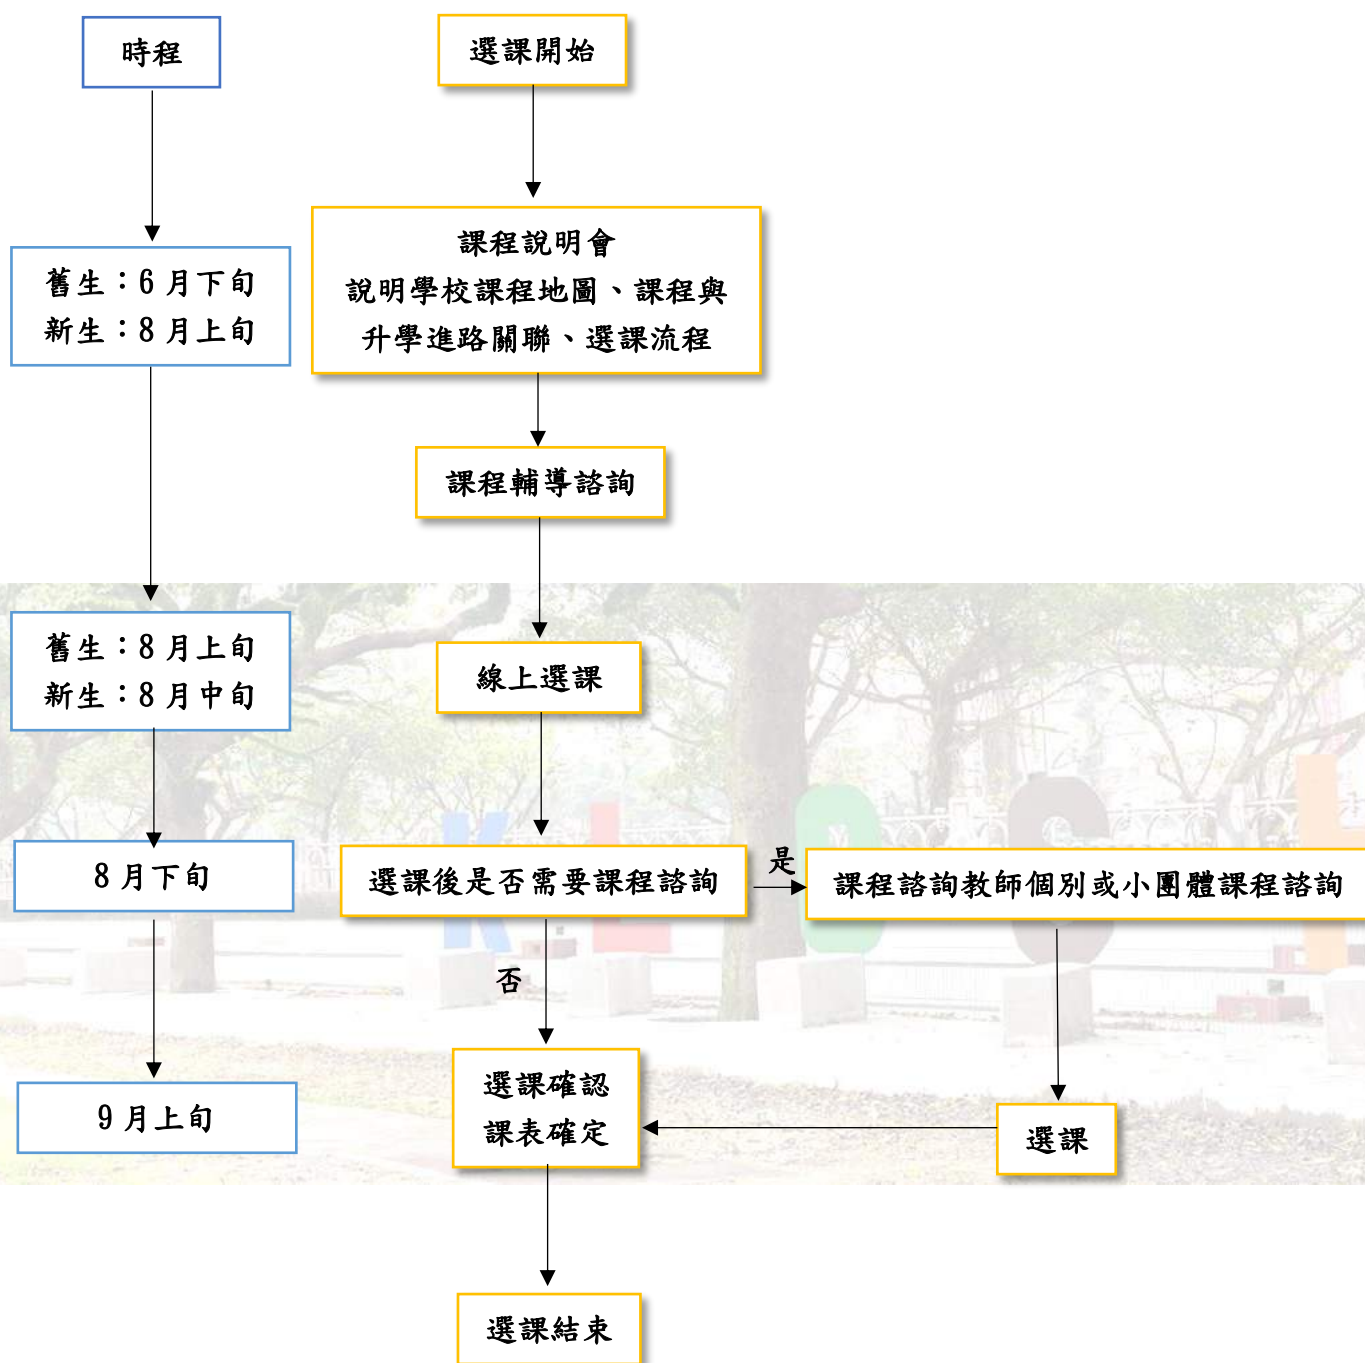 時程
選課開始
課程說明會
說明學校課程地圖、課程與
升學進路關聯、選課流程
舊生：6 月下旬
新生：8 月上旬
課程輔導諮詢
舊生：8 月上旬
新生：8 月中旬
線上選課
8 月下旬
選課後是否需要課程諮詢
是
課程諮詢教師個別或小團體課程諮詢
否
9 月上旬
選課確認
課表確定
選課
選課結束